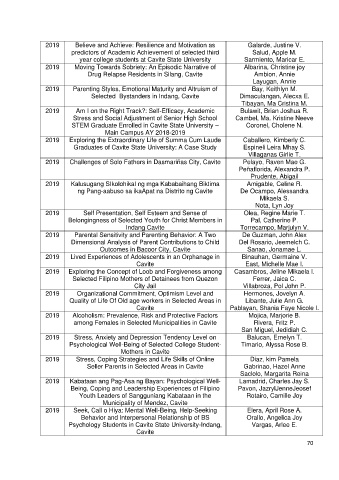 2019 Believe and Achieve: Resilience and Motivation as Galarde, Justine V.
predictors of Academic Achievement of selected third Salud, Apple M.
year college students at Cavite State University Sarmiento, Maricar E.
2019 Moving Towards Sobriety: An Episodic Narrative of Albarina, Christine joy
Drug Relapse Residents in Silang, Cavite Ambion, Annie
Layugan, Annie
2019 Parenting Styles, Emotional Maturity and Altruism of Bay, Keithlyn M.
Selected Bystanders in Indang, Cavite Dimaculangan, Alecxa E.
Tibayan, Ma Cristina M.
2019 Am I on the Right Track?: Self-Efficacy, Academic Bulawit, Brian Joshua R.
Stress and Social Adjustment of Senior High School Cambel, Ma. Kristine Neeve
STEM Graduate Enrolled in Cavite State University – Coronel, Cholene N.
Main Campus AY 2018-2019
2019 Exploring the Extraordinary Life of Summa Cum Laude Caballero, Kimberly C.
Graduates of Cavite State University: A Case Study Espineli Leira Mhay S.
Villaganas Girlie T.
2019 Challenges of Solo Fathers in Dasmariñas City, Cavite Pelayo, Raven Mae G.
Peñaflorida, Alexandra P.
Prudente, Abigail
2019 Kalusugang Sikolohikal ng mga Kababaihang Biktima Amigable, Celine R.
ng Pang-aabuso sa ikaApat na Distrito ng Cavite De Ocampo, Alessandra
Mikaela S.
Nota, Lyn Joy
2019 Self Presentation, Self Esteem and Sense of Olea, Regine Marie T.
Belongingness of Selected Youth for Christ Members in Pal, Catherine P.
Indang Cavite Torrecampo, Marjulyn V.
2019 Parental Sensitivity and Parenting Behavior: A Two De Guzman, John Alex
Dimensional Analysis of Parent Contributions to Child Del Rosario, Jeemelch C.
Outcomes in Bacoor City, Cavite Sanao, Jonamae L.
2019 Lived Experiences of Adolescents in an Orphanage in Binauhan, Germaine V.
Cavite East, Michelle Mae I.
2019 Exploring the Concept of Loob and Forgiveness among Casambros, Jeline Mikaela I.
Selected Filipino Mothers of Detainees from Quezon Ferrer, Jaica C.
City Jail Villabroza, Pol John P.
2019 Organizational Commitment, Optimism Level and Hermones, Jovelyn A.
Quality of Life Of Old age workers in Selected Areas in Libante, Julie Ann G.
Cavite Pablayan, Shania Faye Nicole I.
2019 Alcoholism: Prevalence, Risk and Protective Factors Mojica, Marjorie B.
among Females in Selected Municipalities in Cavite Rivera, Fritz P.
San Miguel, Jedidiah C.
2019 Stress, Anxiety and Depression Tendency Level on Balucan, Emelyn T.
Psychological Well-Being of Selected College Student Timario, Alyssa Rose B.
Mothers in Cavite
2019 Stress, Coping Strategies and Life Skills of Online Diaz, kim Pamela
Seller Parents in Selected Areas in Cavite Gabrinao, Hazel Anne
Saclolo, Margarita Reina
2019 Kabataan ang Pag-Asa ng Bayan: Psychological Well- Lamadrid, Charles Jay S.
Being, Coping and Leadership Experiences of Filipino Pavon, JazrylJenneJeosef
Youth Leaders of Sangguniang Kabataan in the Rotairo, Camille Joy
Municipality of Mendez, Cavite
2019 Seek, Call o Hiya: Mental Well-Being, Help-Seeking Elera, April Rose A.
Behavior and Interpersonal Relationship of BS Orallo, Angelica Joy
Psychology Students in Cavite State University-Indang, Vargas, Arlee E.
Cavite
70